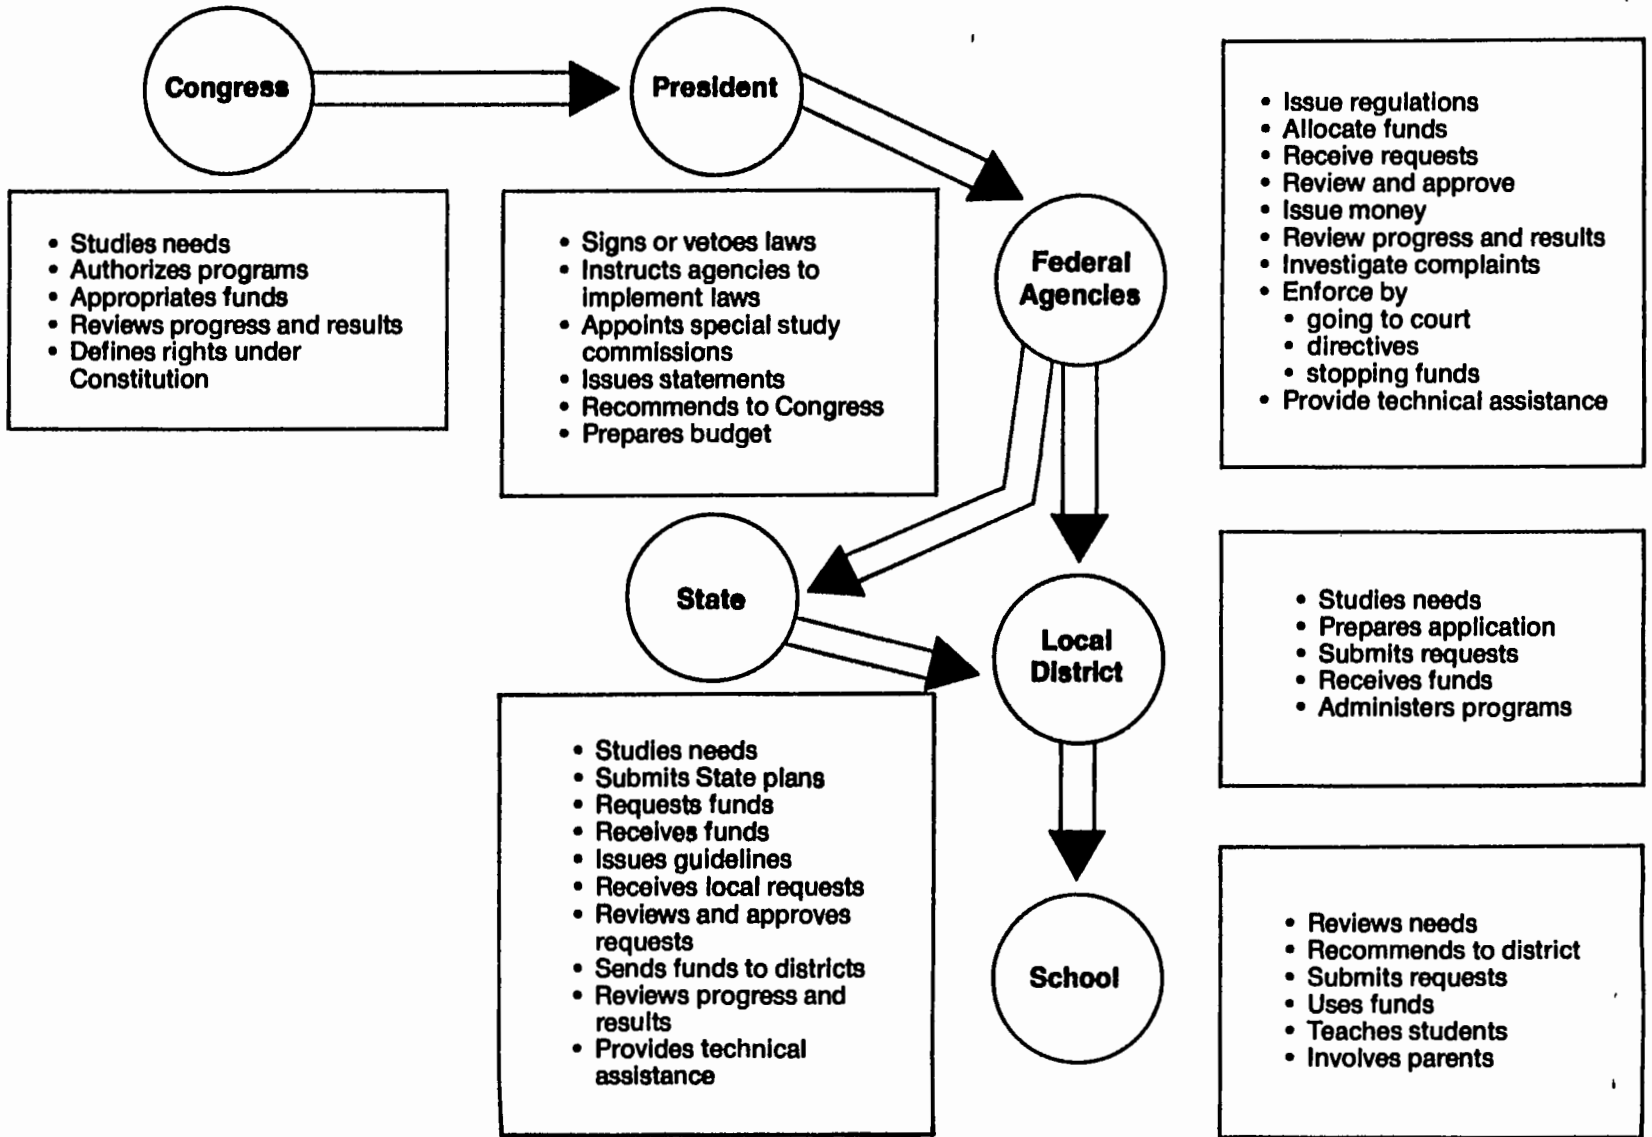 Congress
• Studies needs
• Authorizes programs
• Appropriates funds
• Reviews progress and results
• Defines rights under
Constitution
President
• Signs or vetoes laws
• Instructs agencies to
implement laws
• Appoints special study
commissions
• Issues statements
• Recommends to Congress
• Prepares budget
Federal
Agencies
• Issue regulations
• Allocate funds
• Receive requests
• Review and approve
• Issue money
• Review progress and results
• Investigate complaints
• Enforce by
• going to court
• directives
• stopping funds
• Provide technical assistance
State
• Studies needs
• Submits State plans
• Requests funds
• Receives funds
• Issues guidelines
• Receives local requests
• Reviews and approves
requests
• Sends funds to districts
• Reviews progress and
results
• Provides technical
assistance
Local
District
• Studies needs
• Prepares application
• Submits requests
• Receives funds
• Administers programs
School
• Reviews needs
• Recommends to district
• Submits requests
• Uses funds
• Teaches students
• Involves parents